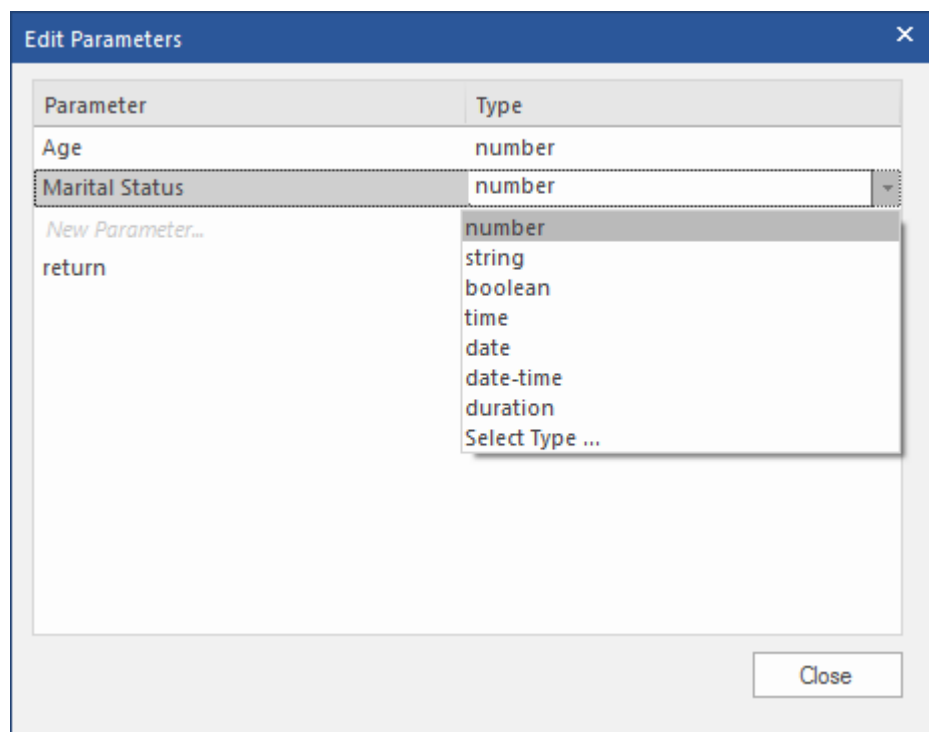 Edit Parameters
Parameter Type
Age number
Marital Status number
New Parameter...
return
number
string
boolean
time
date
date-time
duration
Select Type ...
Close